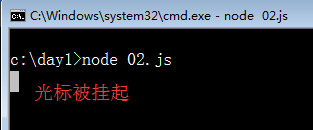 C:\Windows\system32\cmd.exe - node  02.js
c:\day1>node 02.js
光标被挂起